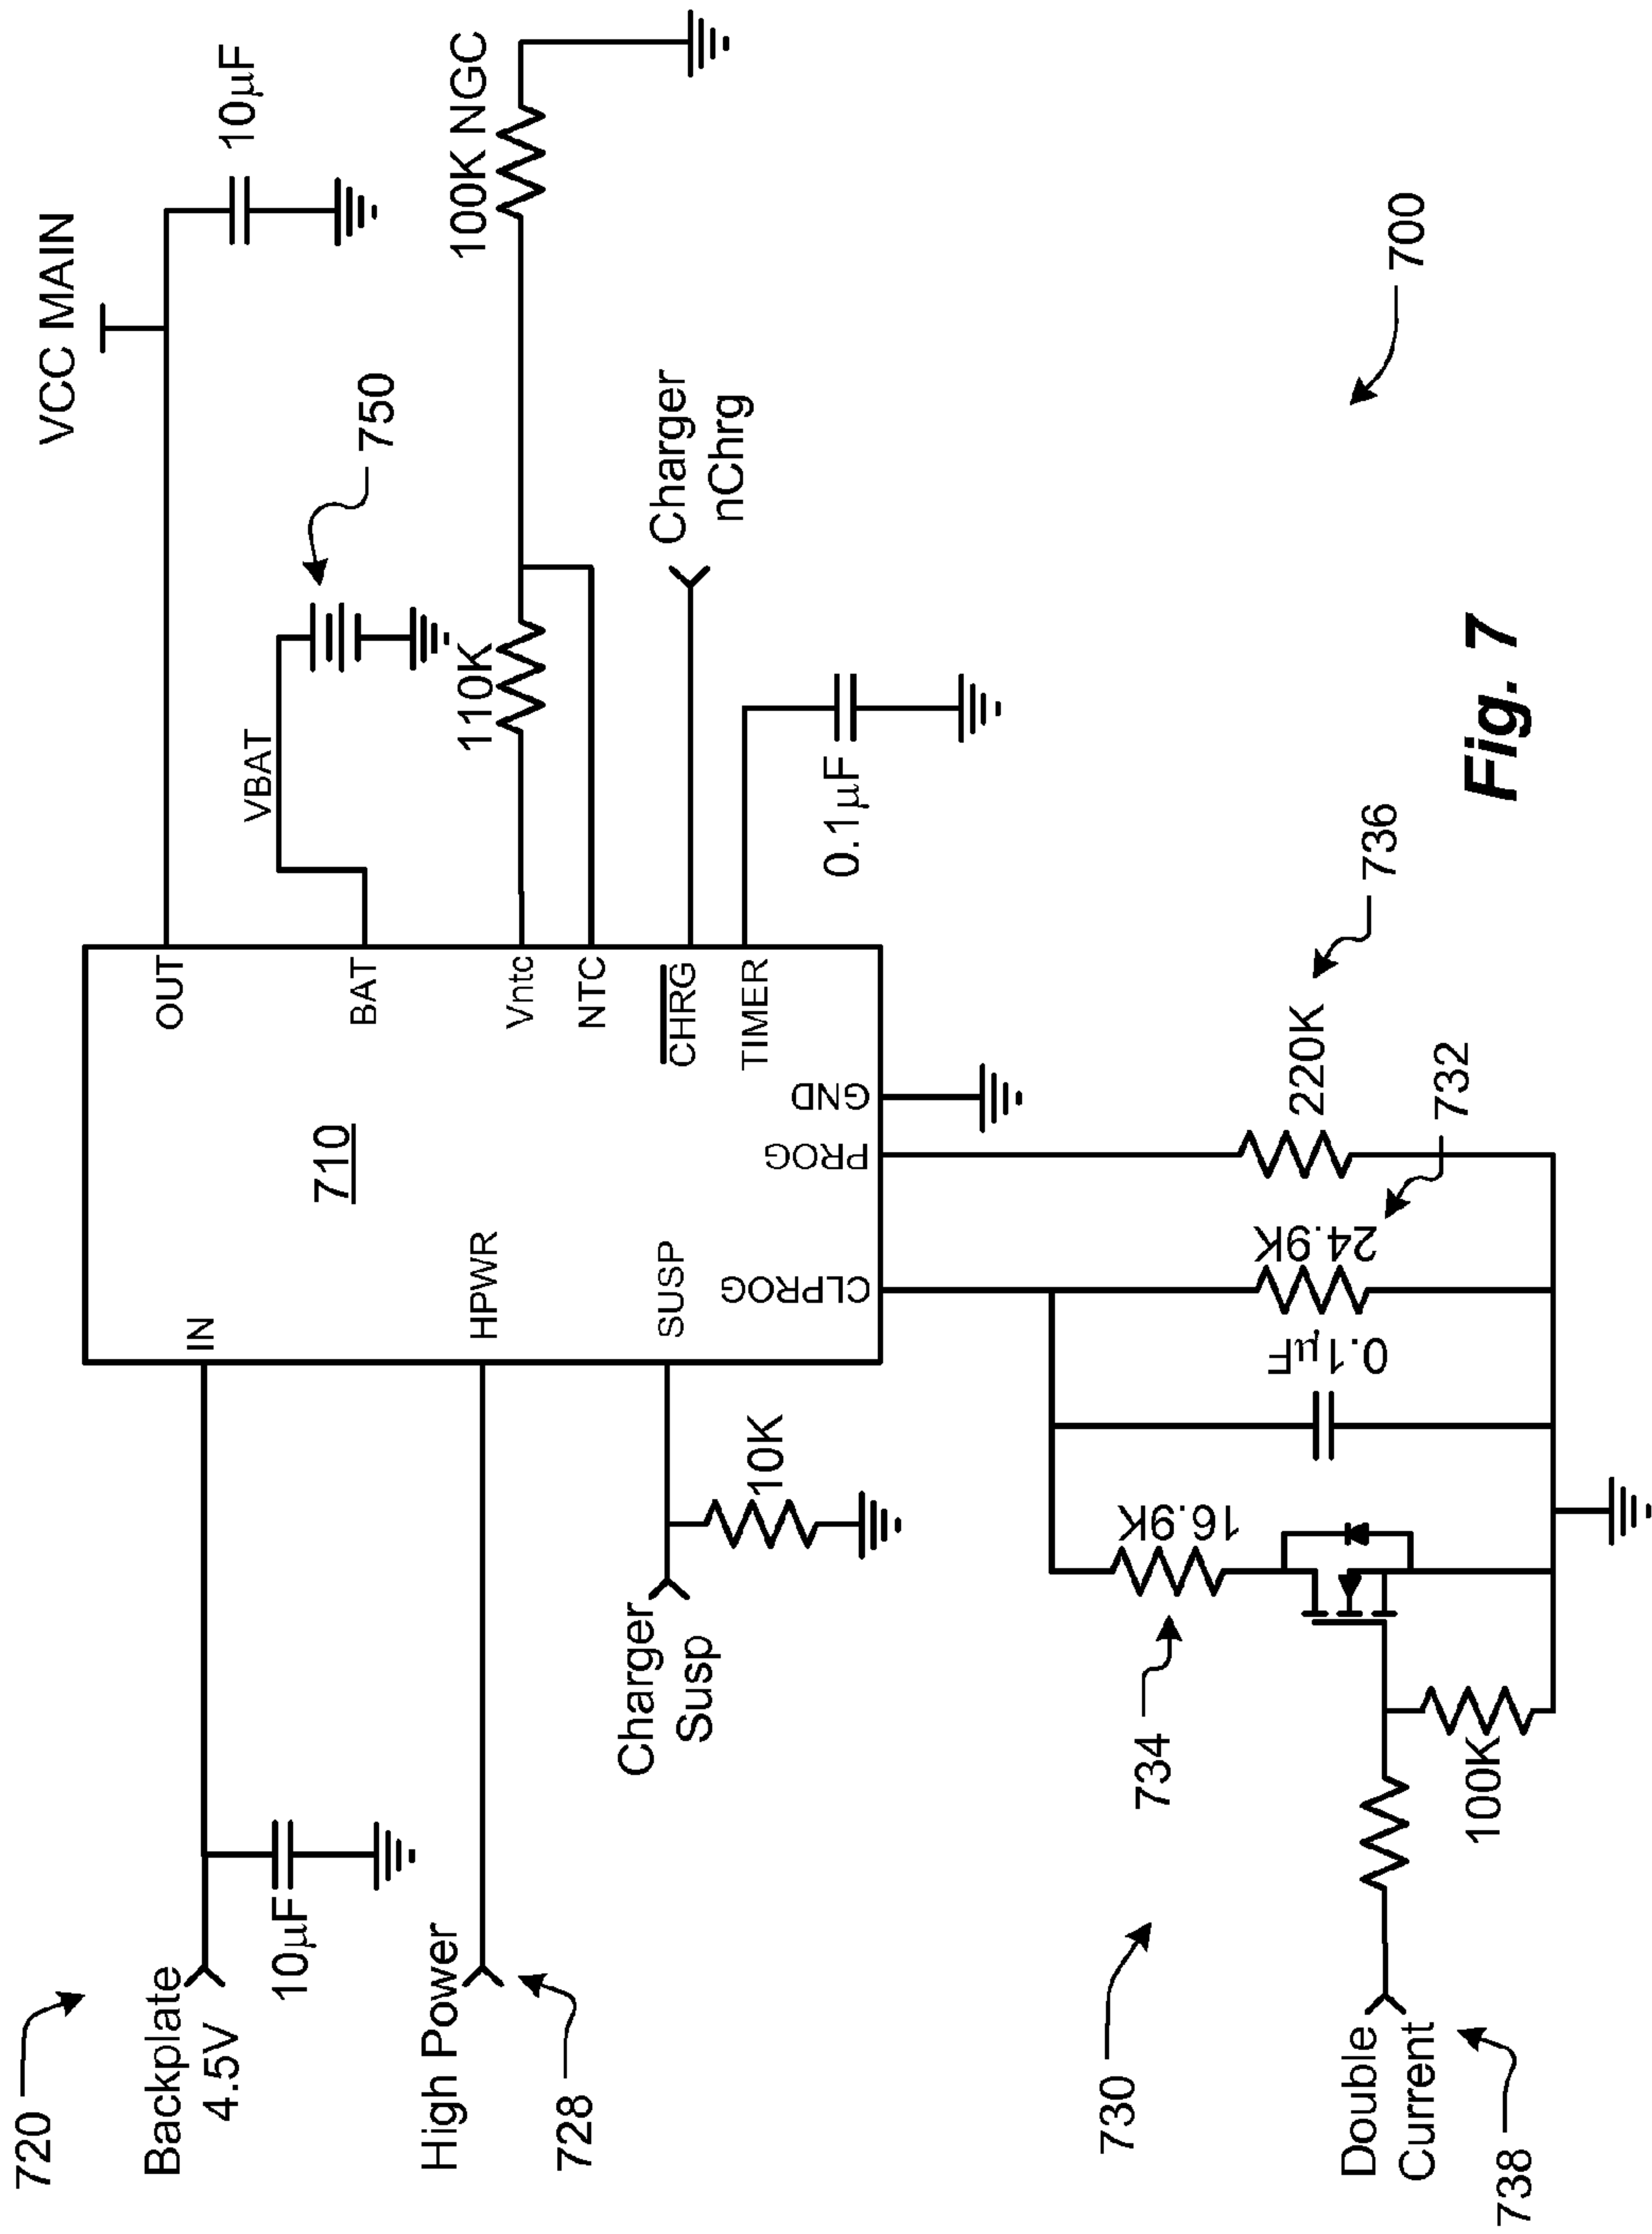 VCC MAIN
10µF
720
Backplate
4.5V
10µF
IN
OUT
710
VBAT
750
BAT
High Power
728
HPWR
110K
100K NGC
Vntc
NTC
Charger
Susp
10K
SUSP
CHRG
Charger
nChrg
TIMER
0.1µF
CLPROG
PROG
GND
730
734
16.9K
0.1µF
24.9K
732
220K
736
Double
Current
738
100K
700
Fig. 7